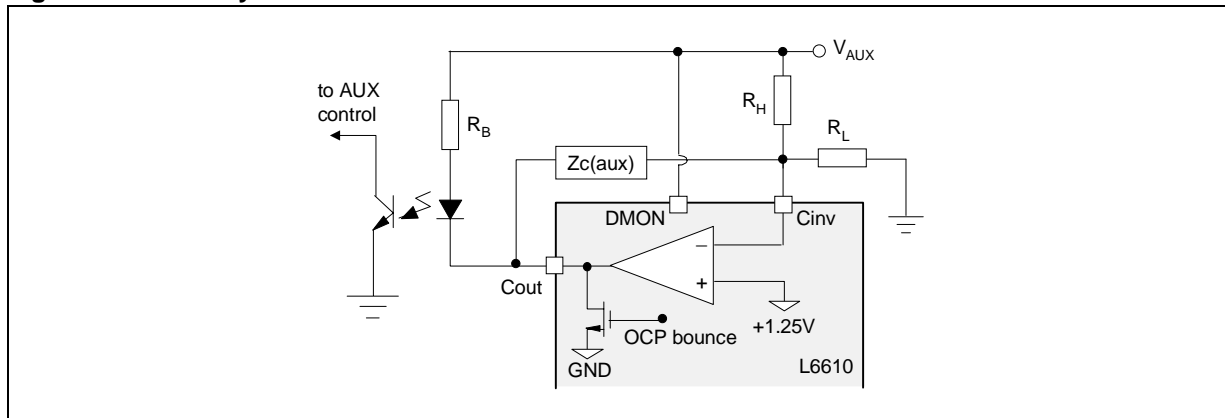 V_AUX
to AUX
control
R_B
R_H
R_L
Zc(aux)
DMON
Cinv
Cout
–
+
+1.25V
OCP bounce
GND
L6610